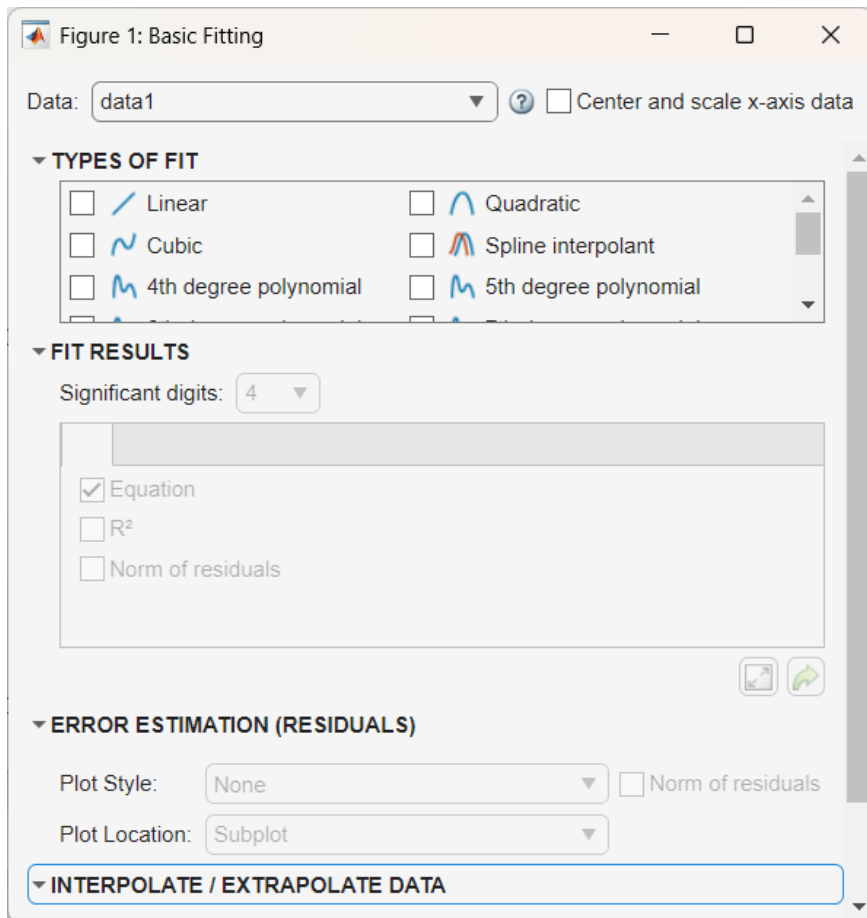 Figure 1: Basic Fitting
Data: data1 Center and scale x-axis data
TYPES OF FIT
Linear Quadratic
Cubic Spline interpolant
4th degree polynomial 5th degree polynomial
FIT RESULTS
Significant digits: 4
Equation
R²
Norm of residuals
ERROR ESTIMATION (RESIDUALS)
Plot Style: None Norm of residuals
Plot Location: Subplot
INTERPOLATE / EXTRAPOLATE DATA